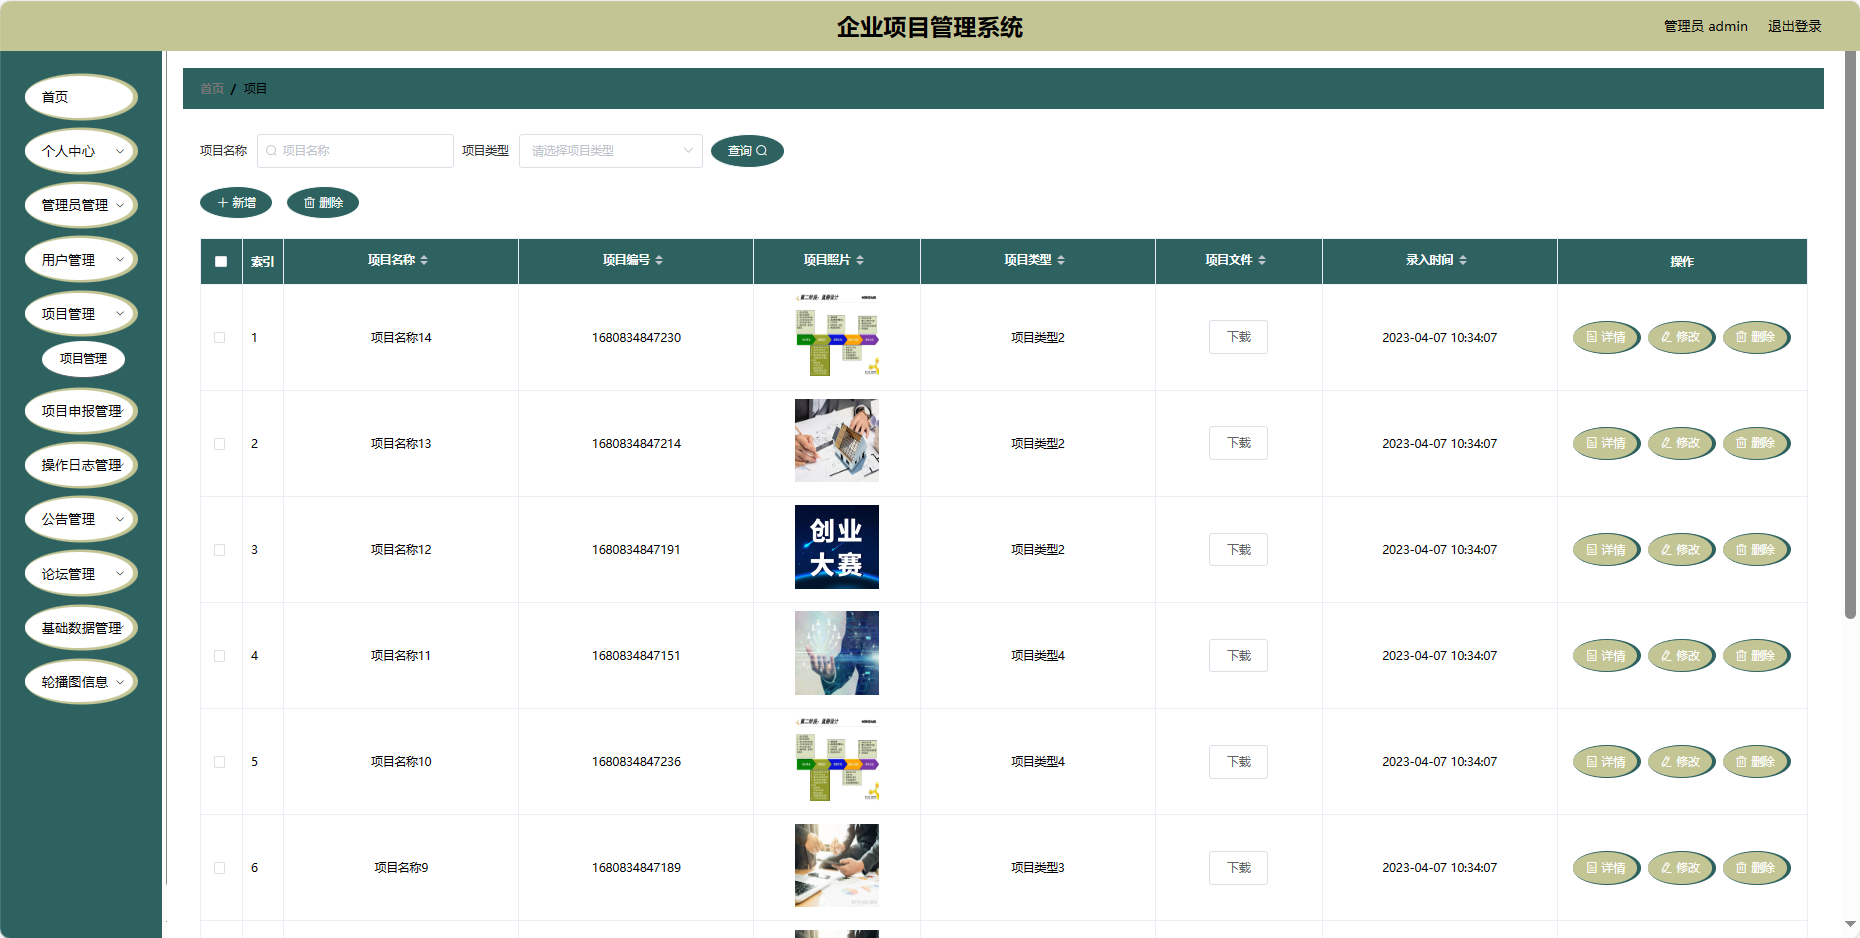 企业项目管理系统
管理员 admin
退出登录
首页
个人中心
管理员管理
用户管理
项目管理
项目管理
项目申报管理
操作日志管理
公告管理
论坛管理
基础数据管理
轮播图信息
首页 / 项目
项目名称 项目名称 项目类型 请选择项目类型 查询
新增 删除
索引 项目名称 项目编号 项目照片 项目类型 项目文件 录入时间 操作
1 项目名称14 1680834847230 项目类型2 下载 2023-04-07 10:34:07 详情 修改 删除
2 项目名称13 1680834847214 项目类型2 下载 2023-04-07 10:34:07 详情 修改 删除
3 项目名称12 1680834847191 创业 项目类型2 下载 2023-04-07 10:34:07 详情 修改 删除
大赛
4 项目名称11 1680834847151 项目类型4 下载 2023-04-07 10:34:07 详情 修改 删除
5 项目名称10 1680834847236 项目类型4 下载 2023-04-07 10:34:07 详情 修改 删除
6 项目名称9 1680834847189 项目类型3 下载 2023-04-07 10:34:07 详情 修改 删除